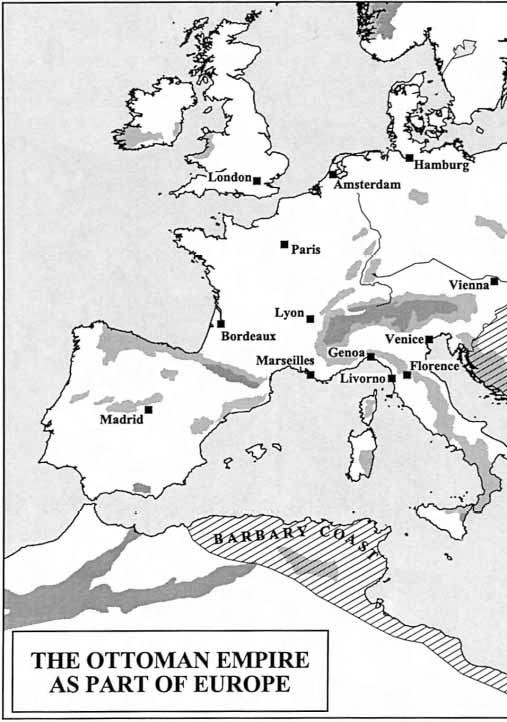 Hamburg
London
Amsterdam
Paris
Vienna
Lyon
Bordeaux
Venice
Genoa
Marseilles
Florence
Livorno
Madrid
BARBARY COAST
THE OTTOMAN EMPIRE
AS PART OF EUROPE